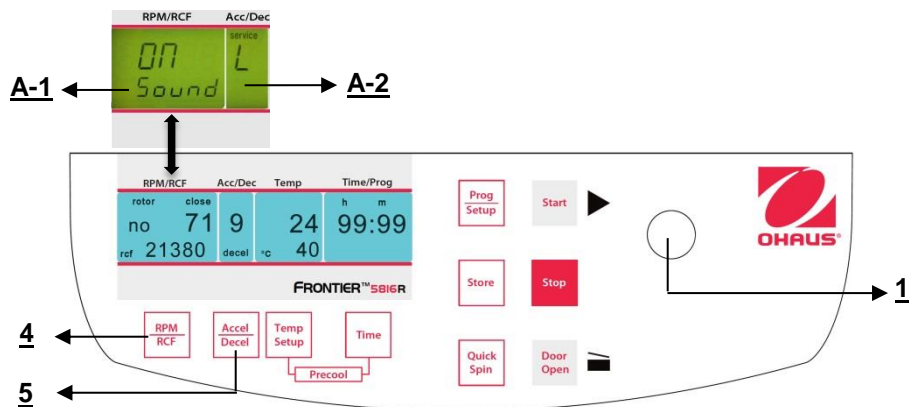 RPM/RCF Acc/Dec
service
ON L
Sound
A-1 A-2
RPM/RCF Acc/Dec Temp Time/Prog
rotor close h m
no 71 9 24 99:99
rcf 21380 decel °C 40
FRONTIER™5816R
Prog
Setup
Start
OHAUS®
Store
Stop
1
4
RPM
RCF
Accel
Decel
Temp
Setup
Time
Precool
5
Quick
Spin
Door
Open